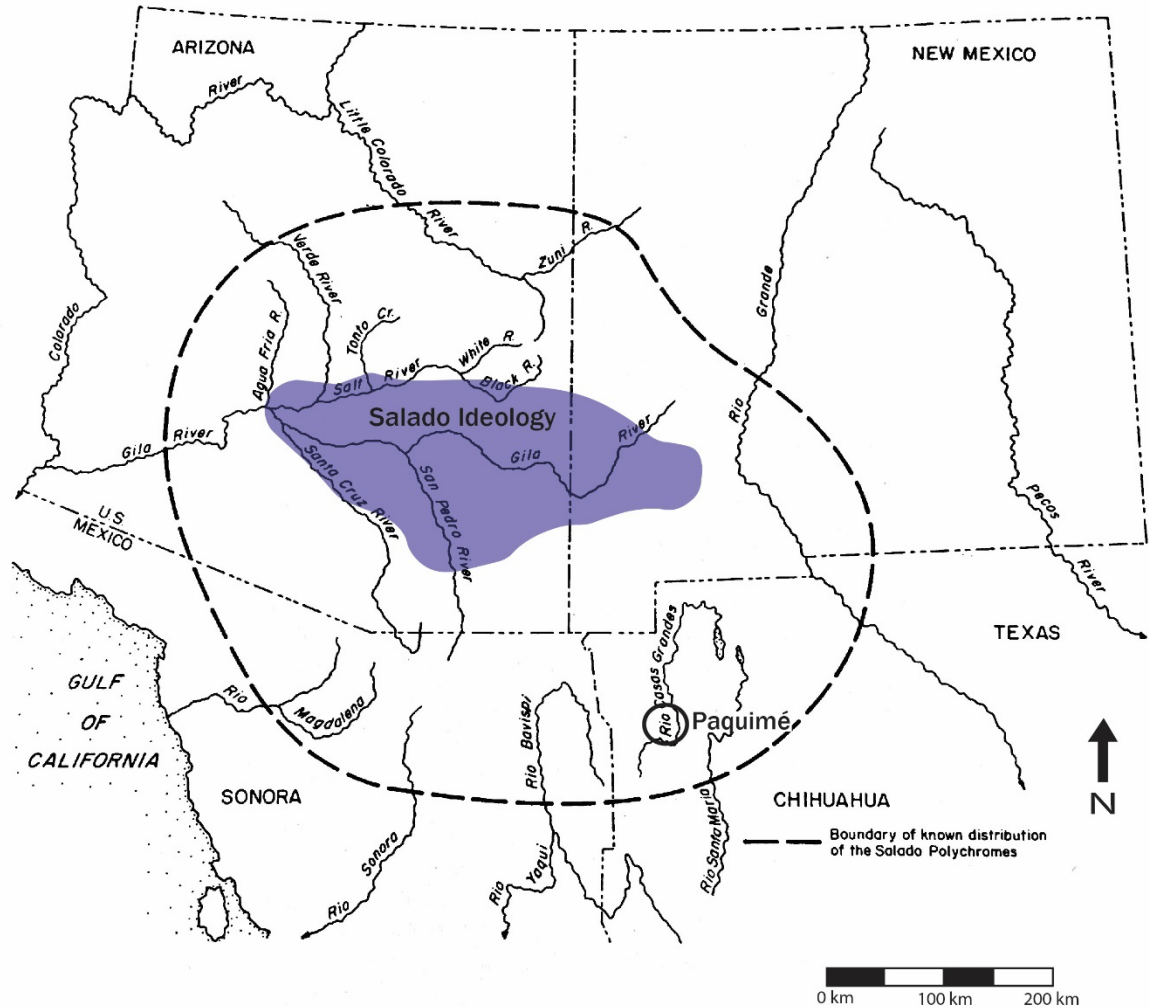 ARIZONA
NEW MEXICO
River
Little Colorado River
Colorado
Verde River
Zuni R.
Rio Grande
Agua Fria R.
Tonto Cr.
White R.
Black R.
Salt River
Salado Ideology
Gila River
Gila River
Santa Cruz River
San Pedro River
Pecos River
U.S.
MEXICO
TEXAS
GULF
OF
CALIFORNIA
Rio Magdalena
Rio Casas Grandes
Paquimé
Rio Bavispi
SONORA
CHIHUAHUA
N
Rio Sonora
Rio Yaqui
Rio Santa Maria
Boundary of known distribution
of the Salado Polychromes
0 km 100 km 200 km